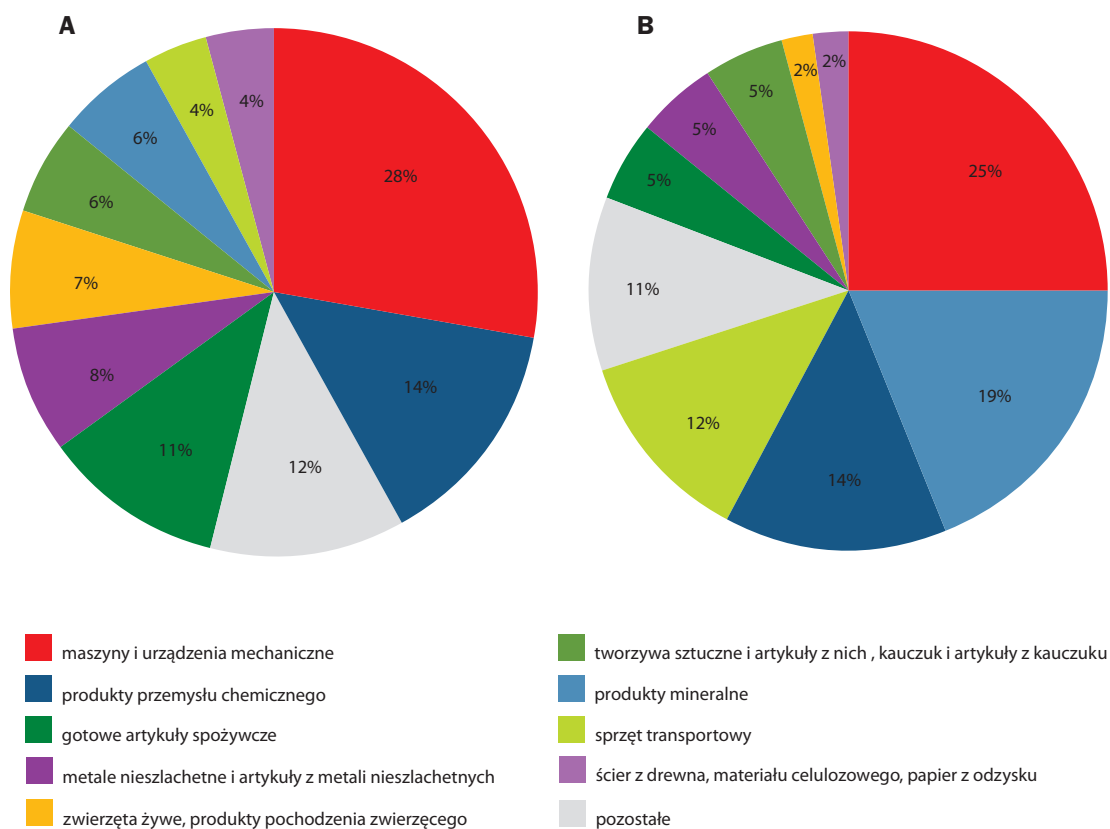 A
28%
14%
12%
11%
8%
7%
6%
6%
4%
4%
B
25%
19%
14%
12%
11%
5%
5%
5%
2%
2%
maszyny i urządzenia mechaniczne
produkty przemysłu chemicznego
gotowe artykuły spożywcze
metale nieszlachetne i artykuły z metali nieszlachetnych
zwierzęta żywe, produkty pochodzenia zwierzęcego
tworzywa sztuczne i artykuły z nich , kauczuk i artykuły z kauczuku
produkty mineralne
sprzęt transportowy
ścier z drewna, materiału celulozowego, papier z odzysku
pozostałe